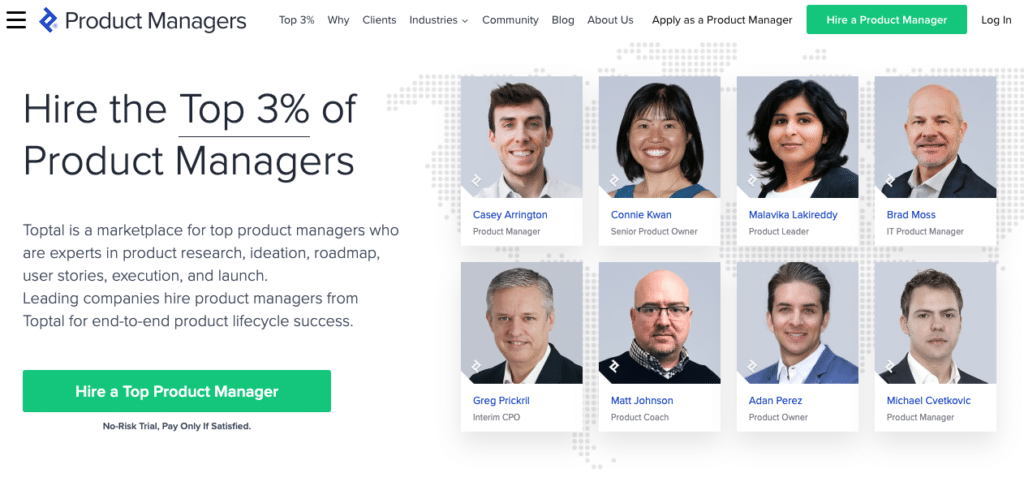 Product Managers
Top 3%
Why
Clients
Industries
Community
Blog
About Us
Apply as a Product Manager
Hire a Product Manager
Log In
Hire the Top 3% of
Product Managers
Toptal is a marketplace for top product managers who
are experts in product research, ideation, roadmap,
user stories, execution, and launch.
Leading companies hire product managers from
Toptal for end-to-end product lifecycle success.
Hire a Top Product Manager
No-Risk Trial, Pay Only If Satisfied.
Casey Arrington
Product Manager
Connie Kwan
Senior Product Owner
Malavika Lakireddy
Product Leader
Brad Moss
IT Product Manager
Greg Prickril
Interim CPO
Matt Johnson
Product Coach
Adan Perez
Product Owner
Michael Cvetkovic
Product Manager